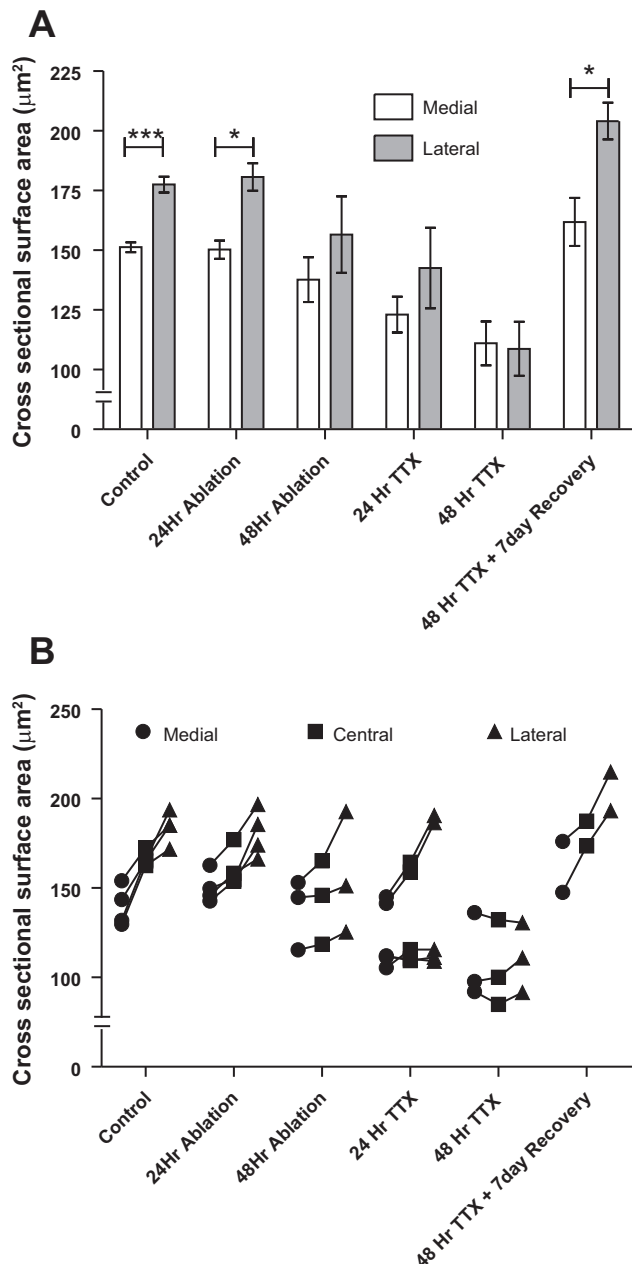 A
Cross sectional surface area (μm²)
225
200
175
150
125
100
0
*** * *
Medial
Lateral
Control
24Hr Ablation
48Hr Ablation
24 Hr TTX
48 Hr TTX
48 Hr TTX + 7day Recovery
B
Cross sectional surface area (μm²)
250
200
150
100
0
Medial Central Lateral
Control
24Hr Ablation
48Hr Ablation
24 Hr TTX
48 Hr TTX
48 Hr TTX + 7day Recovery